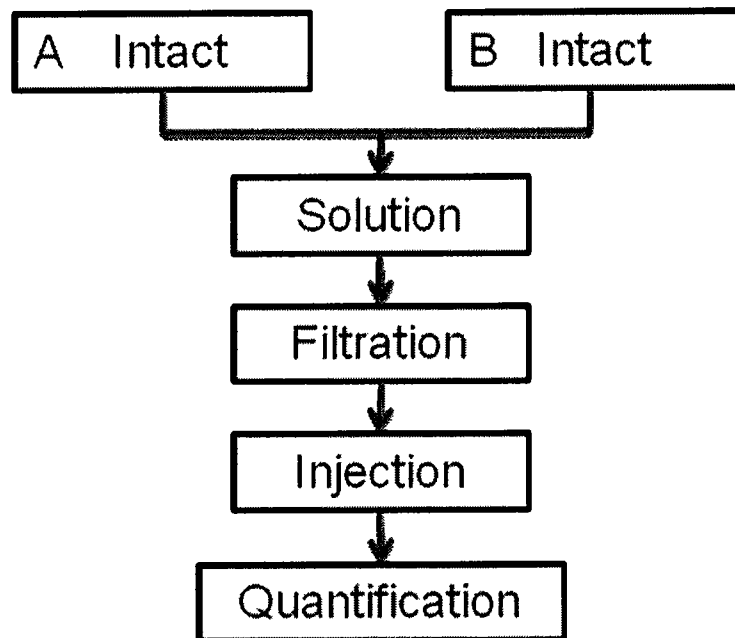 A Intact
B Intact
Solution
Filtration
Injection
Quantification